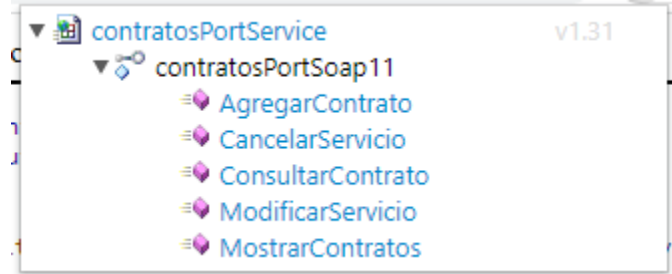 contratosPortService v1.31
contratosPortSoap11
AgregarContrato
CancelarServicio
ConsultarContrato
ModificarServicio
MostrarContratos